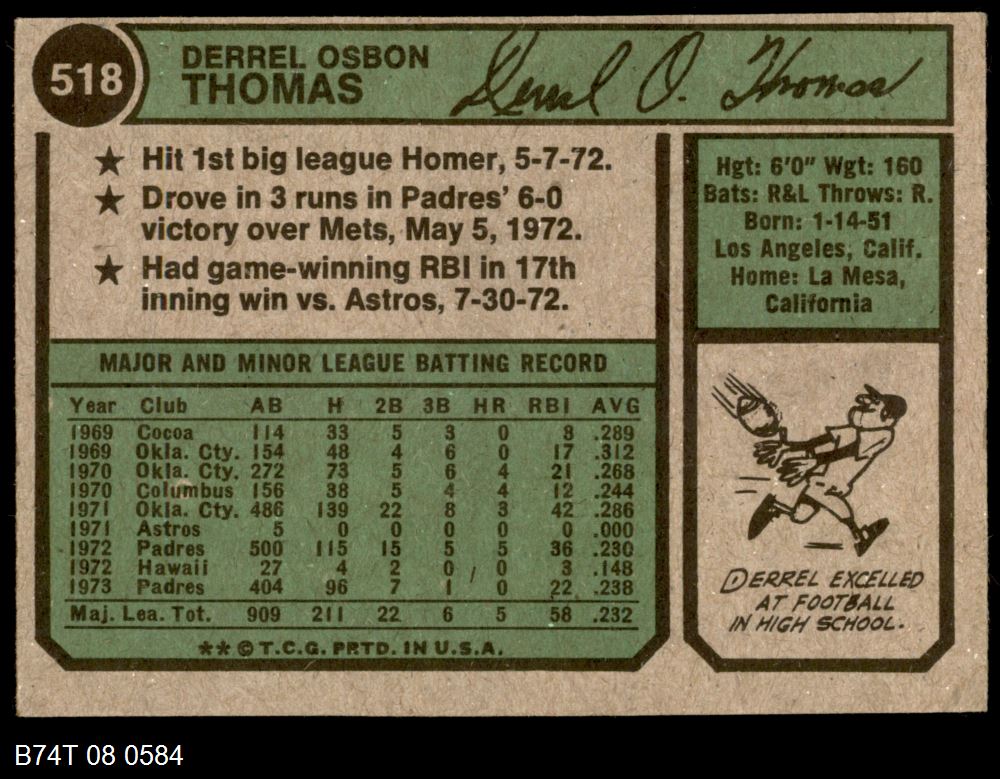 518
DERREL OSBON
THOMAS
Derrel O. Thomas
★ Hit 1st big league Homer, 5-7-72.
★ Drove in 3 runs in Padres' 6-0
victory over Mets, May 5, 1972.
★ Had game-winning RBI in 17th
inning win vs. Astros, 7-30-72.
Hgt: 6'0" Wgt: 160
Bats: R&L Throws: R.
Born: 1-14-51
Los Angeles, Calif.
Home: La Mesa,
California
MAJOR AND MINOR LEAGUE BATTING RECORD
Year Club AB H 2B 3B HR RBI AVG
1969 Cocoa 114 33 5 3 0 8 .289
1969 Okla. Cty. 154 48 4 6 0 17 .312
1970 Okla. Cty. 272 73 5 6 4 21 .268
1970 Columbus 156 38 5 4 4 12 .244
1971 Okla. Cty. 486 139 22 8 3 42 .286
1971 Astros 5 0 0 0 0 0 .000
1972 Padres 500 115 15 5 5 36 .230
1972 Hawaii 27 4 2 0 0 3 .148
1973 Padres 404 96 7 1 0 22 .238
Maj. Lea. Tot. 909 211 22 6 5 58 .232
**© T.C.G. PRTD. IN U.S.A.
DERREL EXCELLED
AT FOOTBALL
IN HIGH SCHOOL.
B74T 08 0584